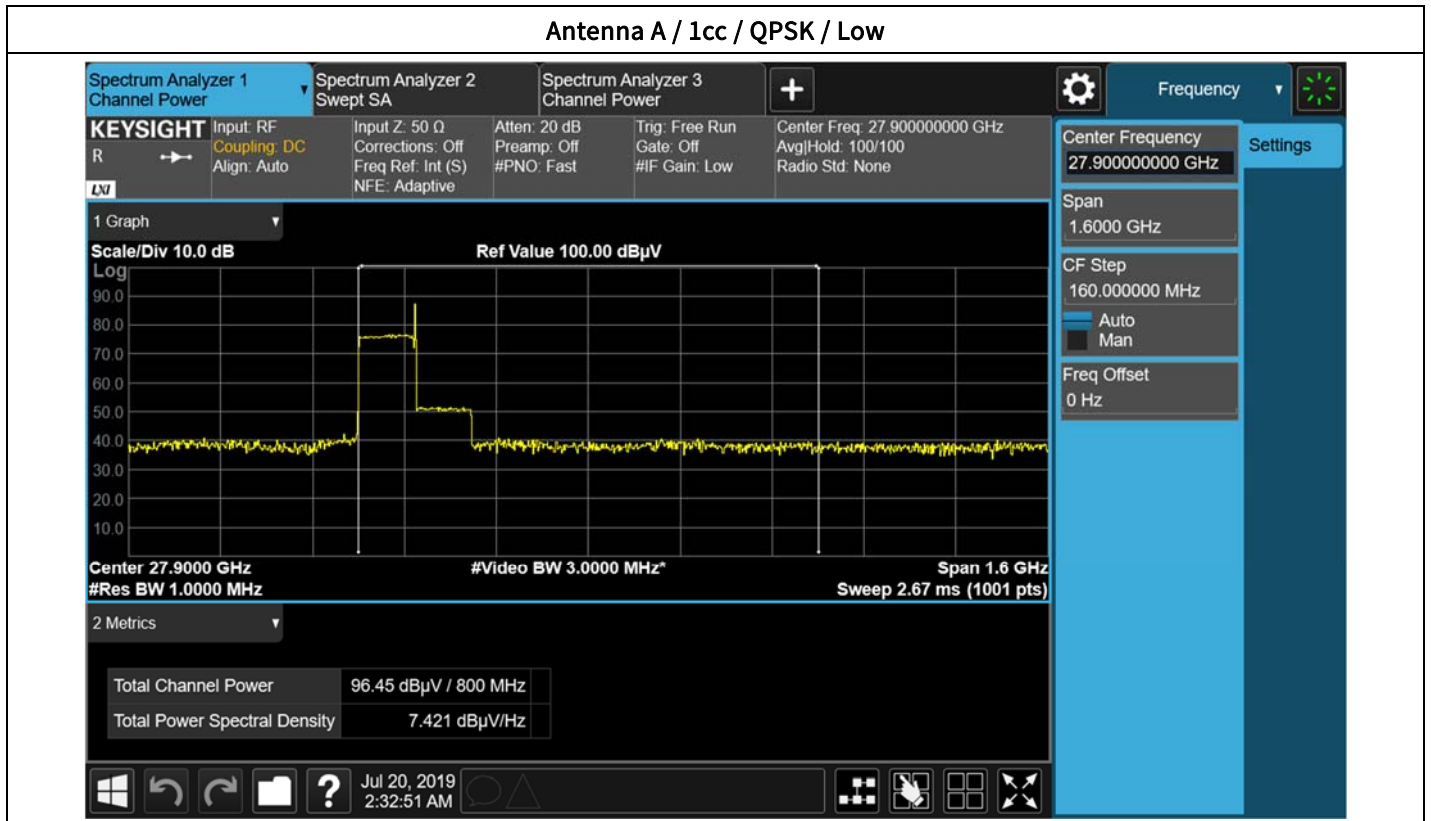 Antenna A / 1cc / QPSK / Low
Spectrum Analyzer 1
Channel Power
Spectrum Analyzer 2
Swept SA
Spectrum Analyzer 3
Channel Power
Frequency
KEYSIGHT
R
LXI
Input: RF
Coupling: DC
Align: Auto
Input Z: 50 Ω
Corrections: Off
Freq Ref: Int (S)
NFE: Adaptive
Atten: 20 dB
Preamp: Off
#PNO: Fast
Trig: Free Run
Gate: Off
#IF Gain: Low
Center Freq: 27.900000000 GHz
Avg|Hold: 100/100
Radio Std: None
Center Frequency
27.900000000 GHz
Settings
Span
1.6000 GHz
CF Step
160.000000 MHz
Auto
Man
Freq Offset
0 Hz
1 Graph
Scale/Div 10.0 dB
Ref Value 100.00 dBµV
Log
90.0
80.0
70.0
60.0
50.0
40.0
30.0
20.0
10.0
Center 27.9000 GHz
#Video BW 3.0000 MHz*
Span 1.6 GHz
#Res BW 1.0000 MHz
Sweep 2.67 ms (1001 pts)
2 Metrics
Total Channel Power 96.45 dBµV / 800 MHz
Total Power Spectral Density 7.421 dBµV/Hz
?
Jul 20, 2019
2:32:51 AM